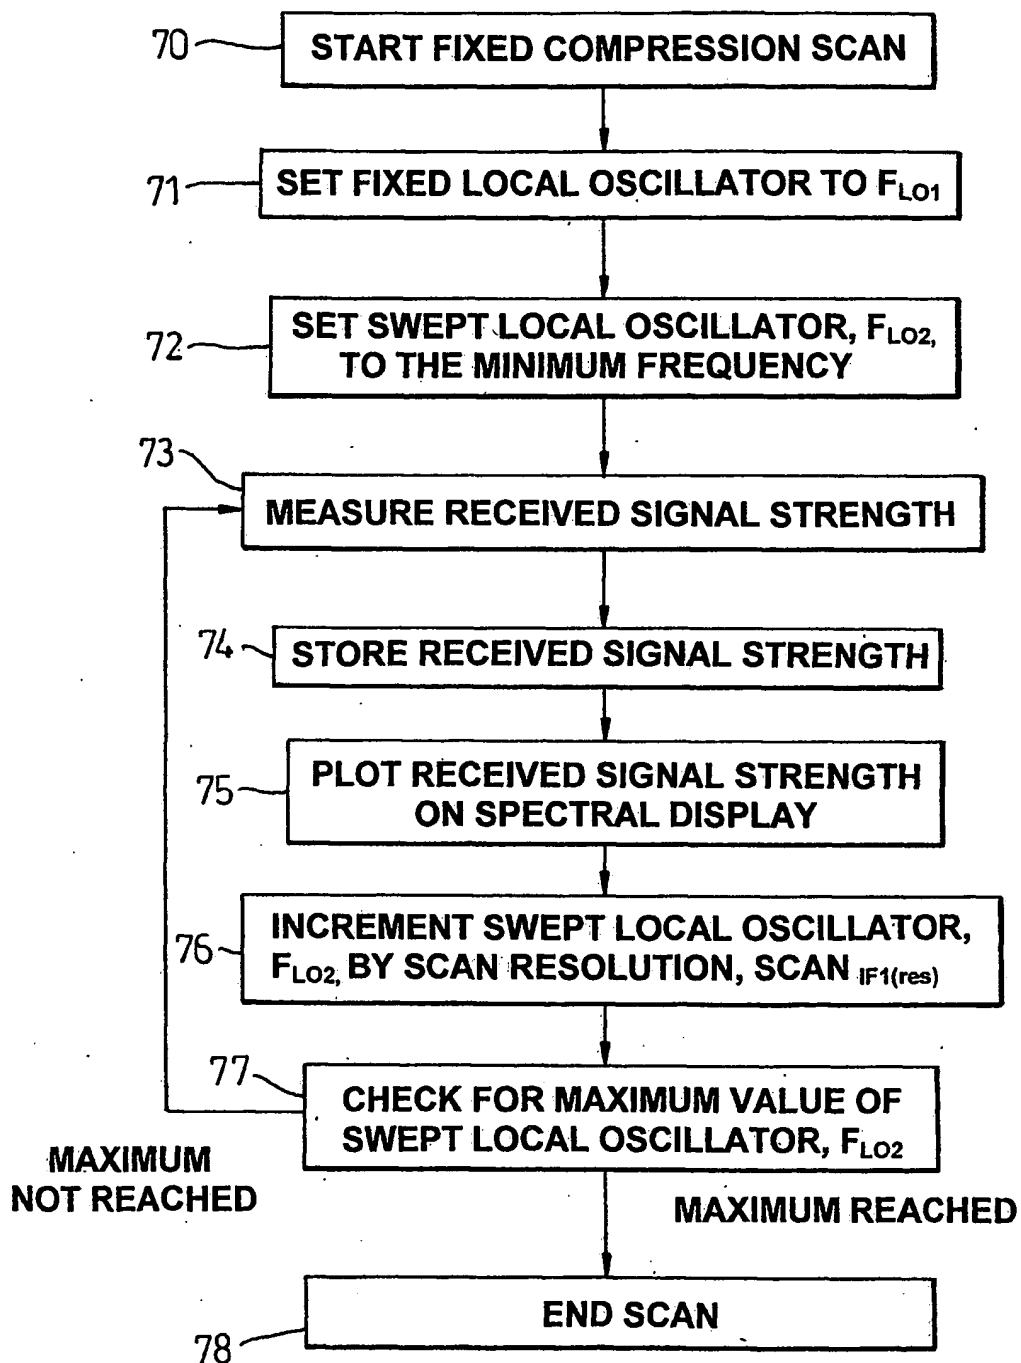 70
START FIXED COMPRESSION SCAN
71
SET FIXED LOCAL OSCILLATOR TO FLO1
72
SET SWEPT LOCAL OSCILLATOR, FLO2,
TO THE MINIMUM FREQUENCY
73
MEASURE RECEIVED SIGNAL STRENGTH
74
STORE RECEIVED SIGNAL STRENGTH
75
PLOT RECEIVED SIGNAL STRENGTH
ON SPECTRAL DISPLAY
76
INCREMENT SWEPT LOCAL OSCILLATOR,
FLO2, BY SCAN RESOLUTION, SCAN IF1(res)
77
CHECK FOR MAXIMUM VALUE OF
SWEPT LOCAL OSCILLATOR, FLO2
MAXIMUM
NOT REACHED
MAXIMUM REACHED
END SCAN
78